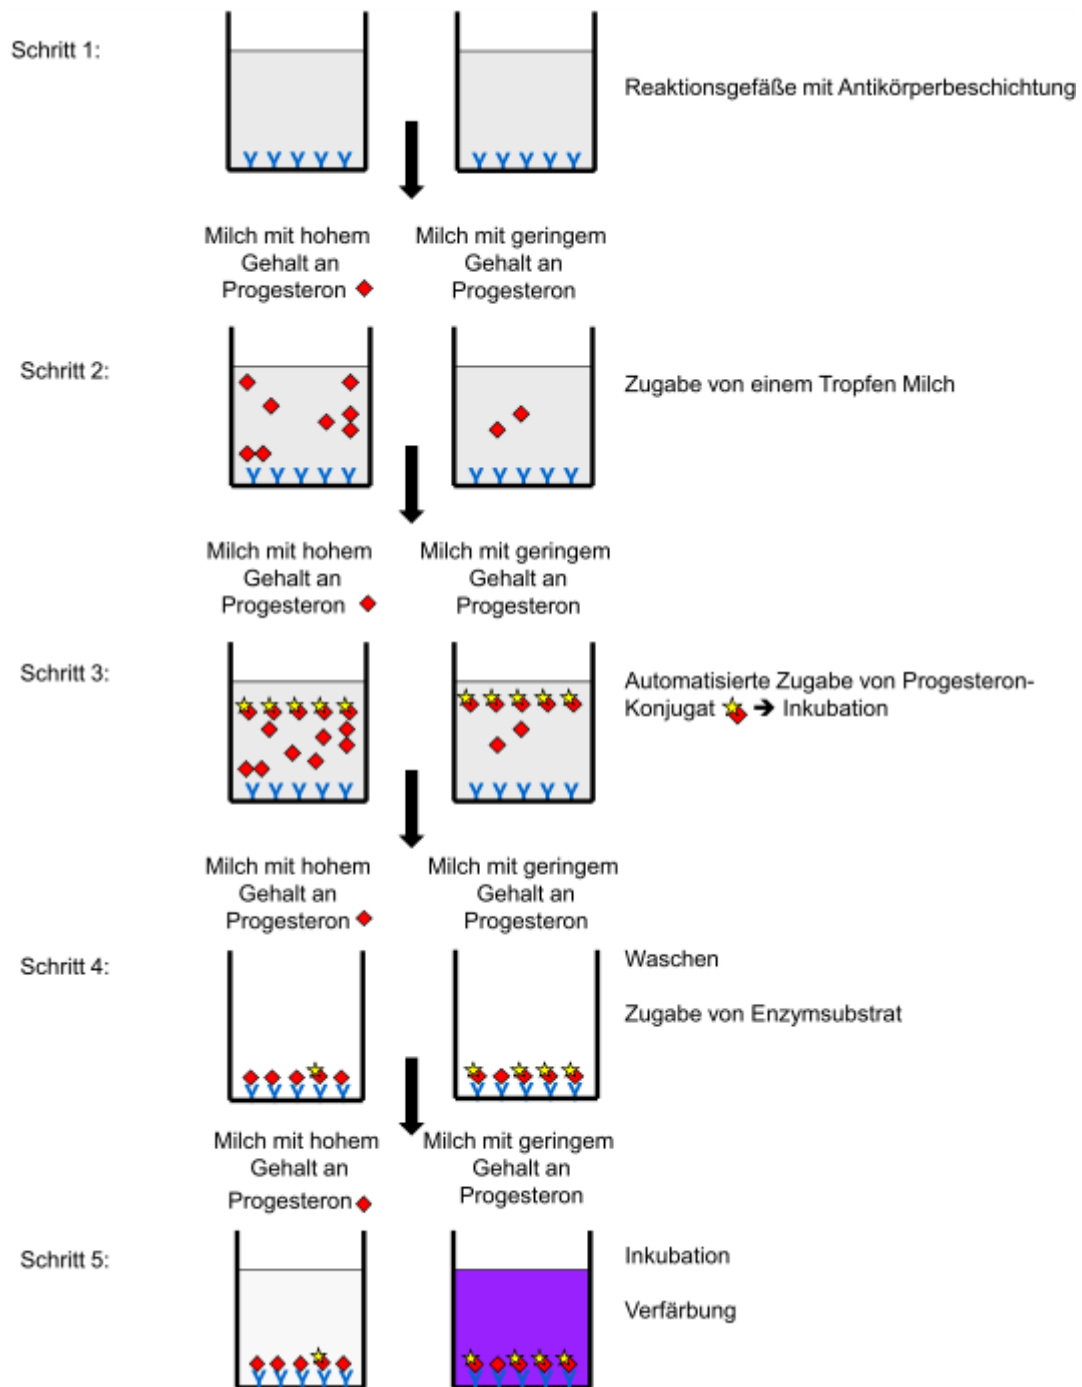 Schritt 1:
Reaktionsgefäße mit Antikörperbeschichtung
Milch mit hohem
Gehalt an
Progesteron
Milch mit geringem
Gehalt an
Progesteron
Schritt 2:
Zugabe von einem Tropfen Milch
Milch mit hohem
Gehalt an
Progesteron
Milch mit geringem
Gehalt an
Progesteron
Schritt 3:
Automatisierte Zugabe von Progesteron-
Konjugat ➔ Inkubation
Milch mit hohem
Gehalt an
Progesteron
Milch mit geringem
Gehalt an
Progesteron
Schritt 4:
Waschen
Zugabe von Enzymsubstrat
Milch mit hohem
Gehalt an
Progesteron
Milch mit geringem
Gehalt an
Progesteron
Schritt 5:
Inkubation
Verfärbung